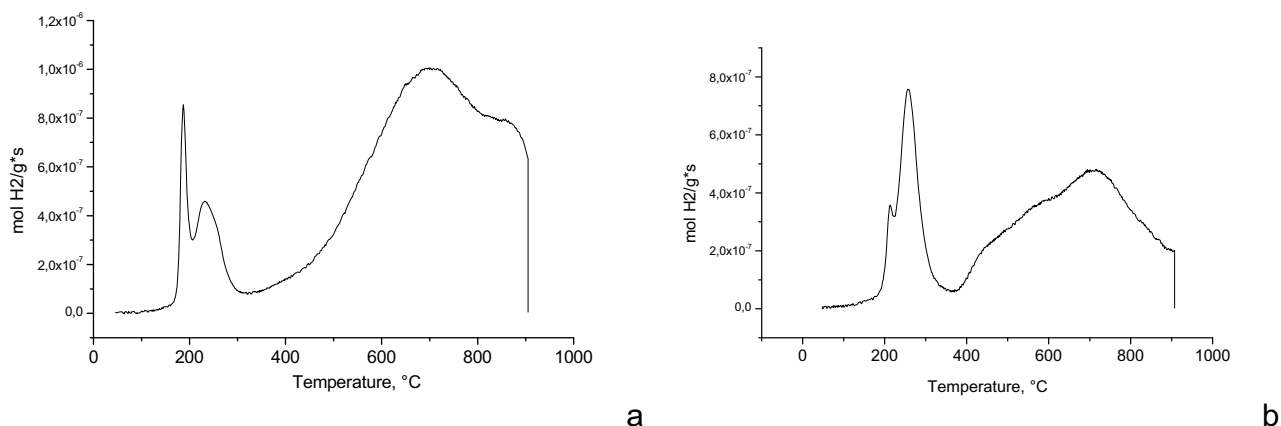 1,2x10⁻⁶
1,0x10⁻⁶
8,0x10⁻⁷
6,0x10⁻⁷
4,0x10⁻⁷
2,0x10⁻⁷
0,0
mol H2/g*s
0 200 400 600 800 1000
Temperature, °C
a
8,0x10⁻⁷
6,0x10⁻⁷
4,0x10⁻⁷
2,0x10⁻⁷
0,0
mol H2/g*s
0 200 400 600 800 1000
Temperature, °C
b